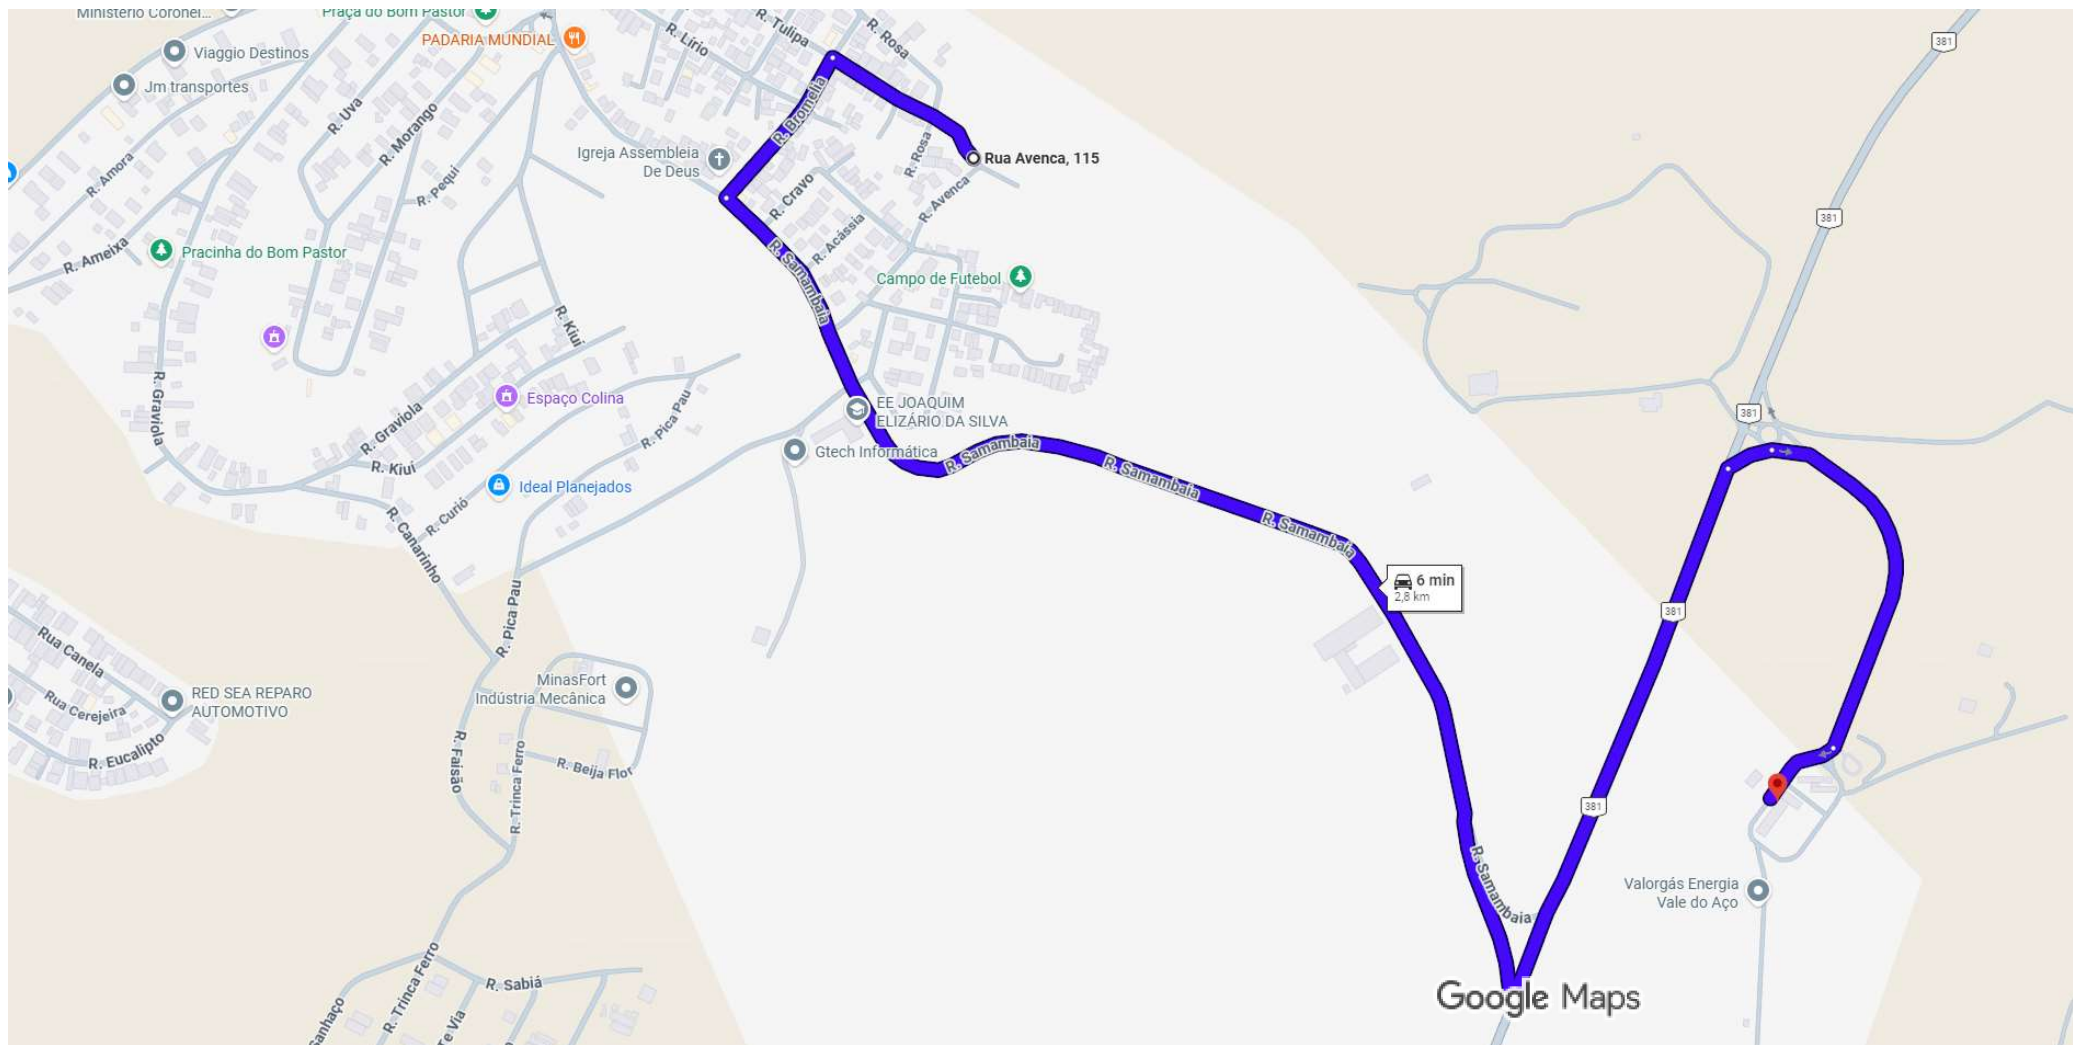 Ministério Coronel...
Praça do Bom Pastor
R. Tulipa
R. Rosa
381
Viaggio Destinos
PADARIA MUNDIAL
R. Lírio
Jm transportes
R. Uva
R. Morango
R. Bromélia
Igreja Assembleia
De Deus
R. Rosa
Rua Avenca, 115
R. Amora
R. Pequi
R. Cravo
R. Avenca
381
R. Ameixa
Pracinha do Bom Pastor
R. Acássia
R. Samambaia
Campo de Futebol
R. Kiui
R. Graviola
Espaço Colina
EE JOAQUIM
ELIZÁRIO DA SILVA
381
R. Graviola
R. Pica Pau
Gtech Informática
R. Samambaia
R. Samambaia
R. Kiui
Ideal Planejados
R. Curió
R. Canarinho
R. Samambaia
6 min
2,8 km
R. Pica Pau
381
Rua Canela
RED SEA REPARO
AUTOMOTIVO
Rua Cerejeira
MinasFort
Indústria Mecânica
R. Eucalipto
R. Faisão
R. Trinca Ferro
R. Beija Flor
381
R. Samambaia
Valorgás Energia
Vale do Aço
R. Trinca Ferro
R. Sabiá
Sanhaço
Te Via
Google Maps